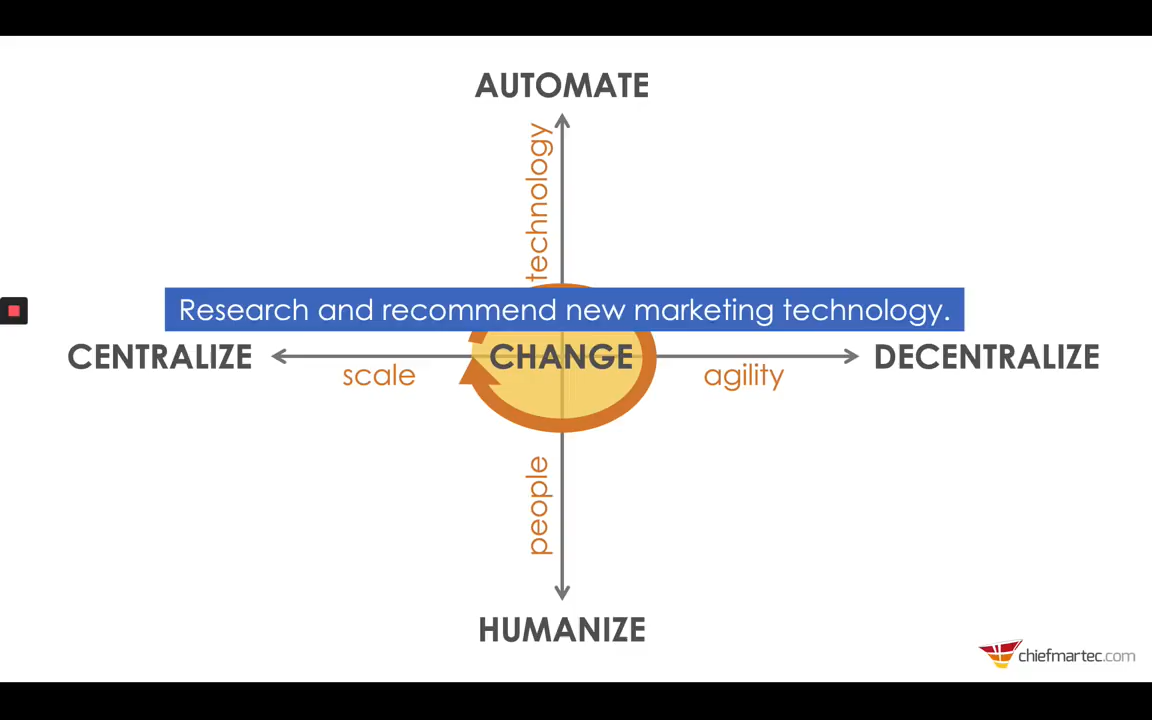 AUTOMATE
technology
Research and recommend new marketing technology.
CENTRALIZE
CHANGE
DECENTRALIZE
scale
agility
people
HUMANIZE
chiefmartec.com